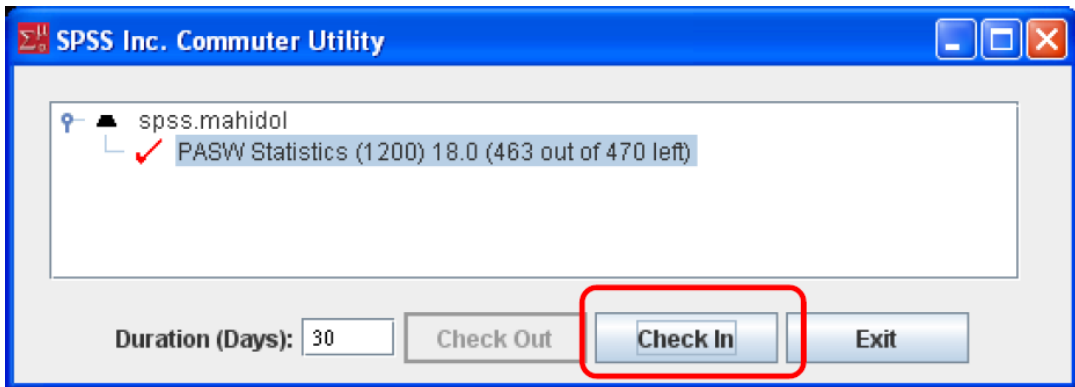 SPSS Inc. Commuter Utility
spss.mahidol
PASW Statistics (1200) 18.0 (463 out of 470 left)
Duration (Days): 30 Check Out Check In Exit